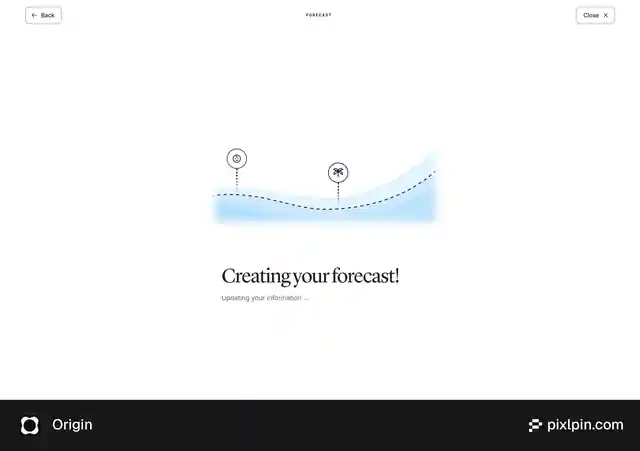 ← Back
FORECAST
Close ×
Creating your forecast!
Updating your information ...
Origin
pixlpin.com